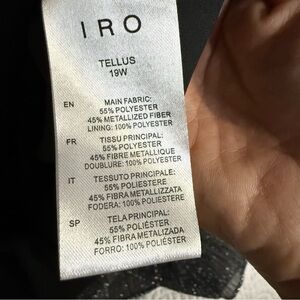 IRO
TELLUS
19W
EN
MAIN FABRIC:
55% POLYESTER
45% METALLIZED FIBER
LINING: 100% POLYESTER
FR
TISSU PRINCIPAL:
55% POLYESTER
45% FIBRE METALLIQUE
DOUBLURE: 100% POLYESTER
IT
TESSUTO PRINCIPALE:
55% POLIESTERE
45% FIBRA METALLIZZATA
FODERA: 100% POLIESTERE
SP
TELA PRINCIPAL:
55% POLIÉSTER
45% FIBRA METALIZADA
FORRO: 100% POLIÉSTER